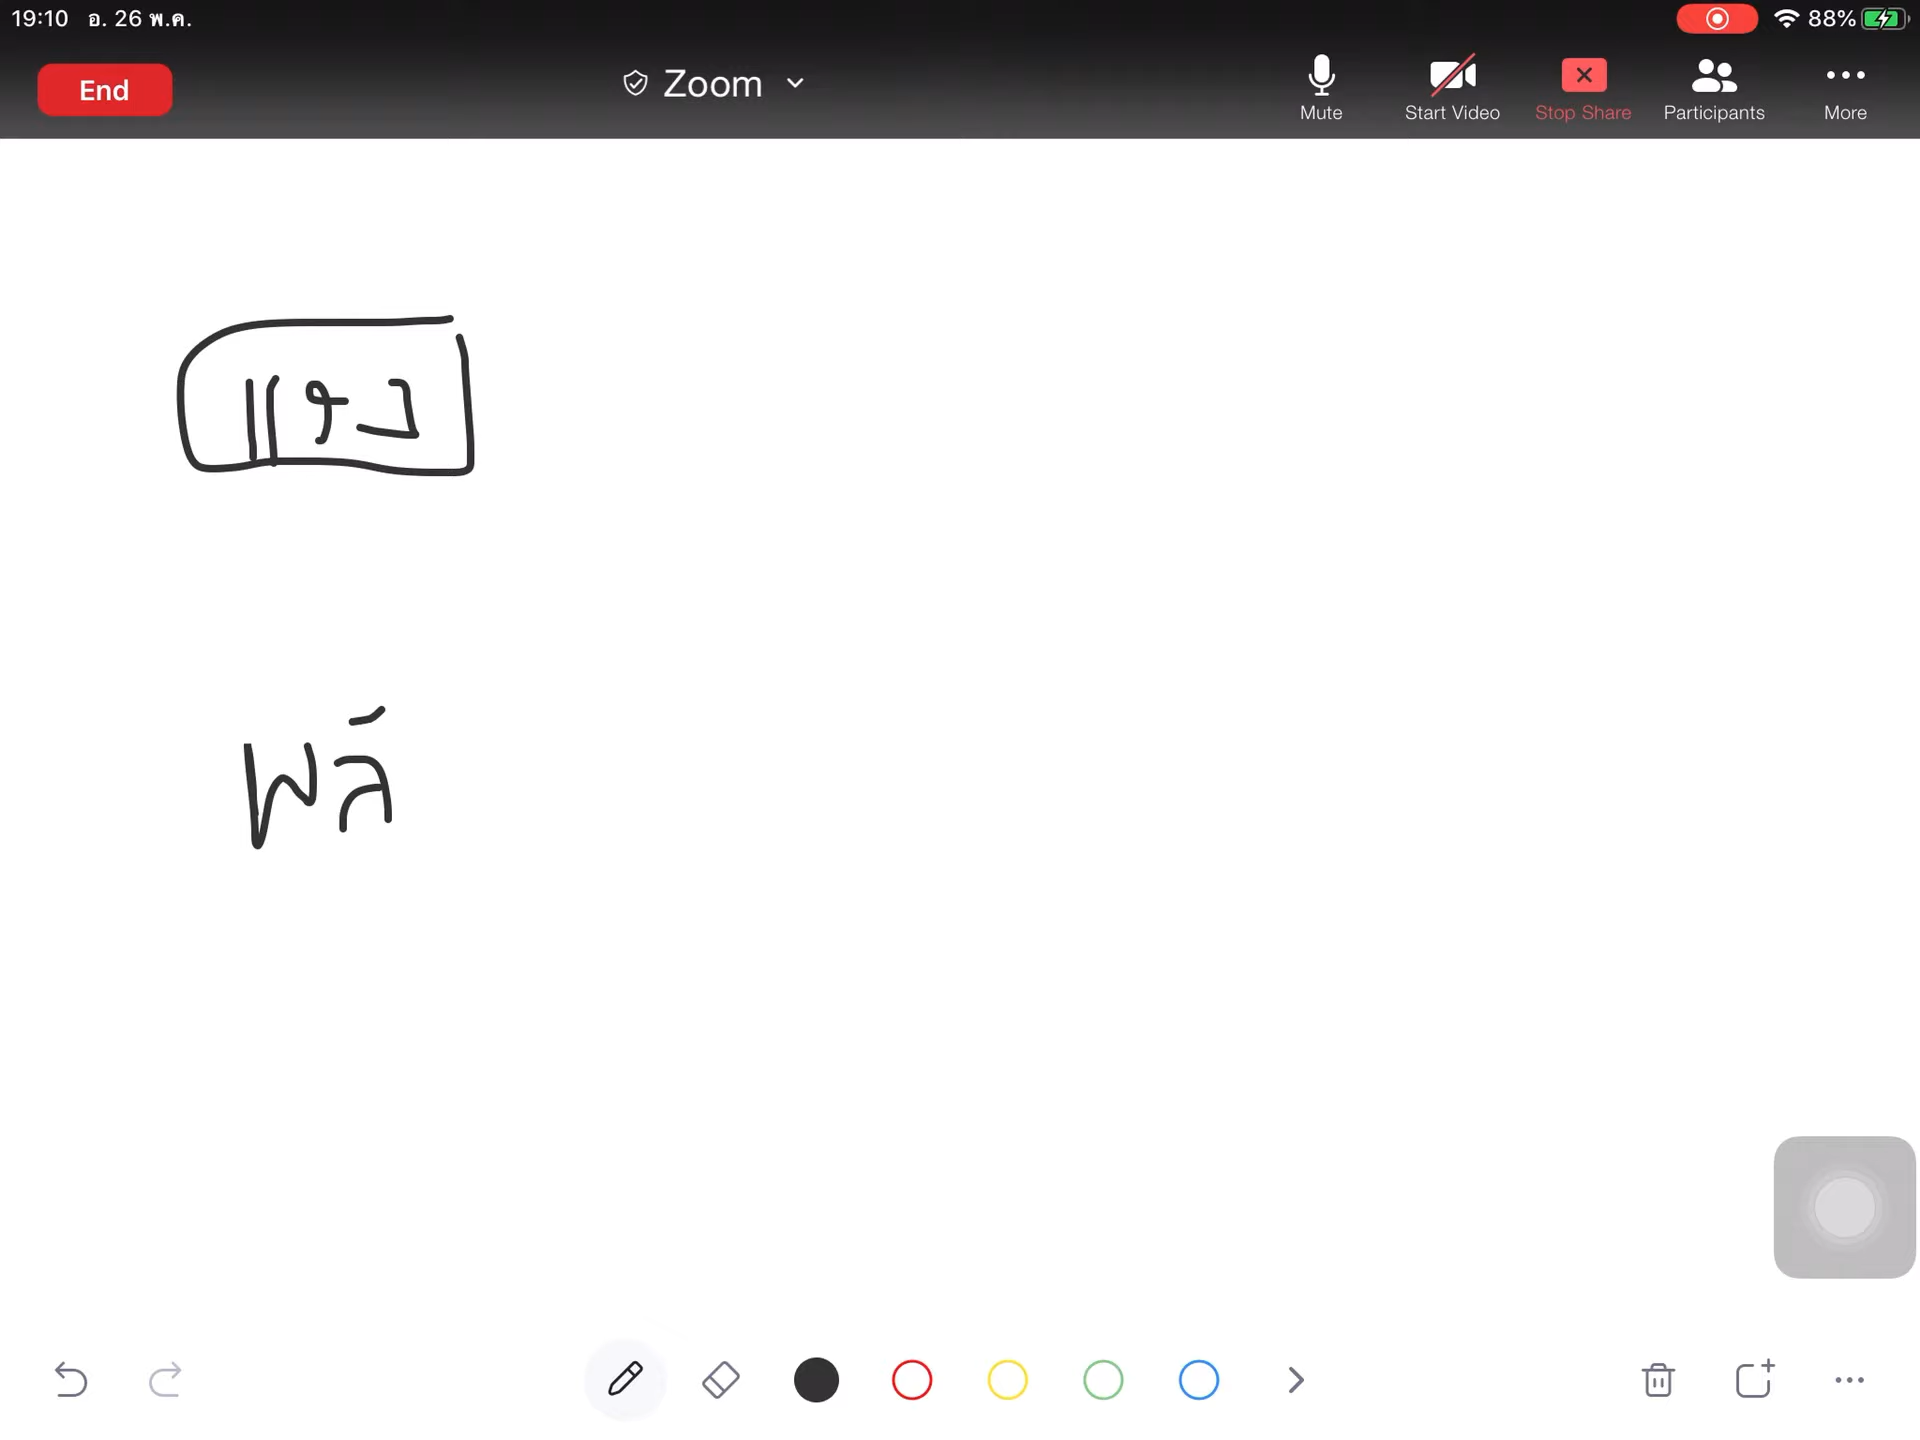 19:10 อ. 26 พ.ค. 88%
End Zoom Mute Start Video Stop Share Participants More
แรง
พลั